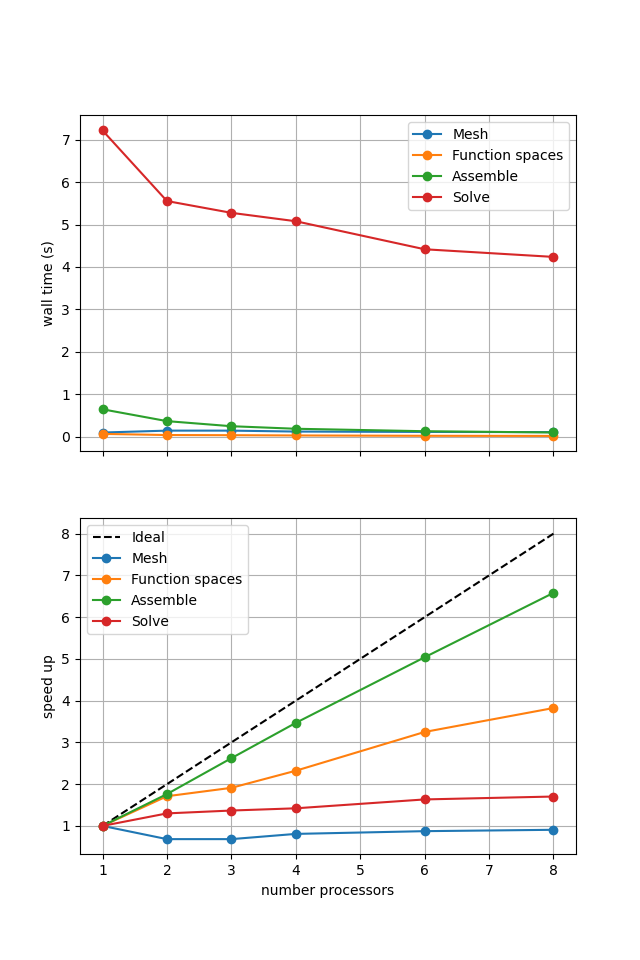 7
6
5
4
3
2
1
0
wall time (s)
Mesh
Function spaces
Assemble
Solve
8
7
6
5
4
3
2
1
speed up
Ideal
Mesh
Function spaces
Assemble
Solve
1 2 3 4 5 6 7 8
number processors